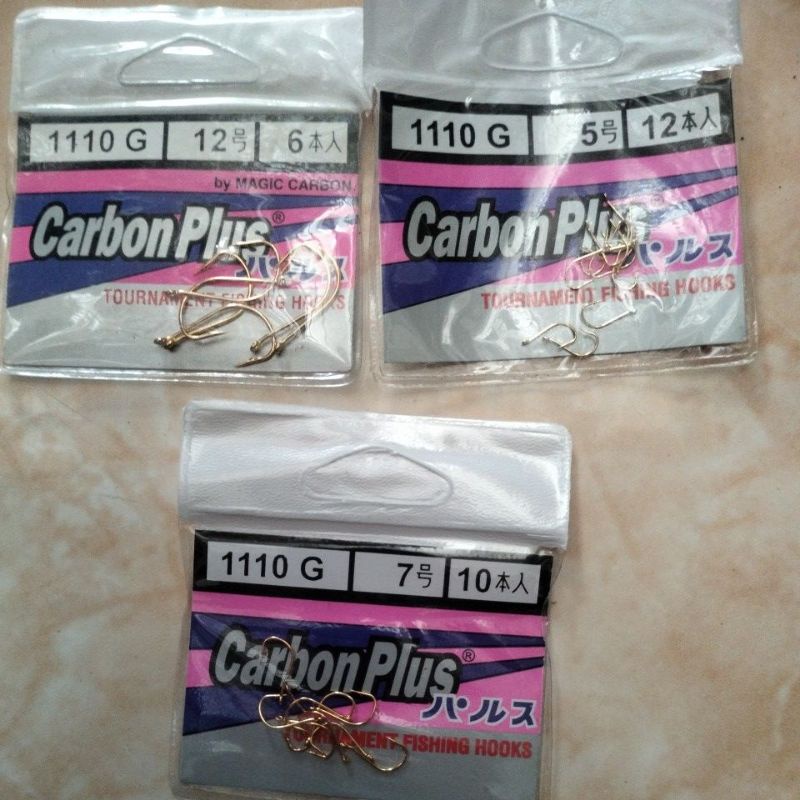 1110 G 12号 6本入
by MAGIC CARBON
Carbon Plus®
パルス
TOURNAMENT FISHING HOOKS
1110 G 5号 12本入
Carbon Plus
パルス
TOURNAMENT FISHING HOOKS
1110 G 7号 10本入
Carbon Plus®
パルス
TOURNAMENT FISHING HOOKS